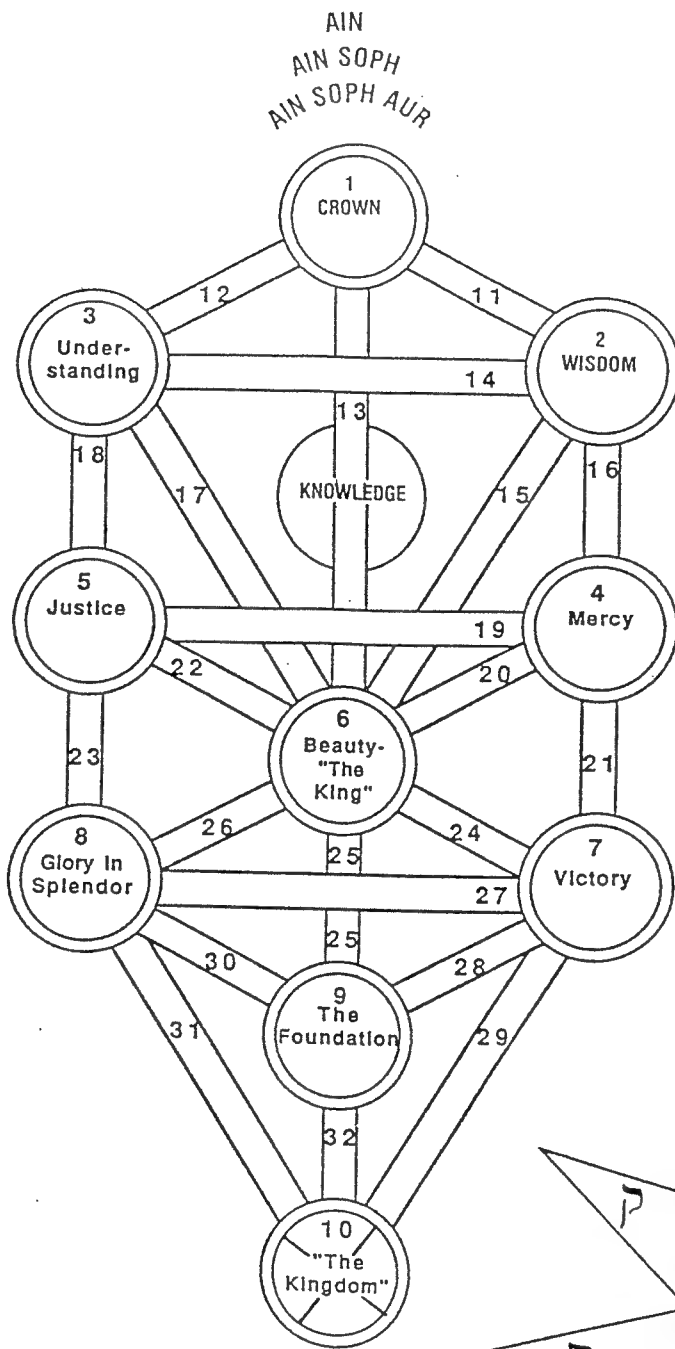 AIN
AIN SOPH
AIN SOPH AUR
1
CROWN
12
11
3
Under-
standing
2
WISDOM
14
13
18
17
KNOWLEDGE
15
16
5
Justice
4
Mercy
19
22
20
6
Beauty-
"The
King"
23
21
26
24
8
Glory In
Splendor
25
7
Victory
27
25
30
28
9
The
Foundation
31
29
32
ק
10
"The
Kingdom"